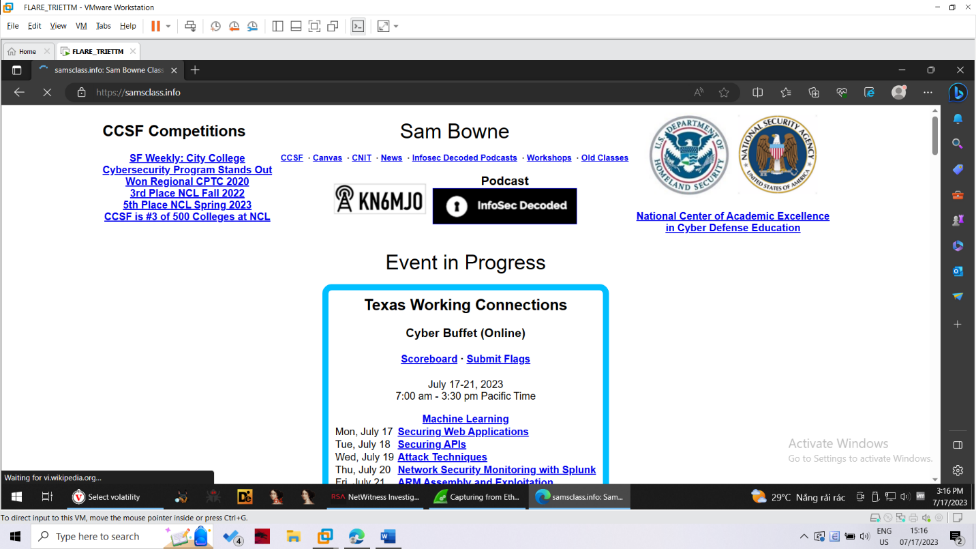 FLARE_TRIETTM - VMware Workstation
File Edit View VM Tabs Help
Home
FLARE_TRIETTM
samsclass.info: Sam Bowne Class
https://samsclass.info
CCSF Competitions
SF Weekly: City College
Cybersecurity Program Stands Out
Won Regional CPTC 2020
3rd Place NCL Fall 2022
5th Place NCL Spring 2023
CCSF is #3 of 500 Colleges at NCL
Sam Bowne
CCSF · Canvas · CNIT · News · Infosec Decoded Podcasts · Workshops · Old Classes
Podcast
KN6MJO
InfoSec Decoded
U.S. DEPARTMENT OF HOMELAND SECURITY
NATIONAL SECURITY AGENCY
UNITED STATES OF AMERICA
National Center of Academic Excellence
in Cyber Defense Education
Event in Progress
Texas Working Connections
Cyber Buffet (Online)
Scoreboard · Submit Flags
July 17-21, 2023
7:00 am - 3:30 pm Pacific Time
Machine Learning
Mon, July 17 Securing Web Applications
Tue, July 18 Securing APIs
Wed, July 19 Attack Techniques
Thu, July 20 Network Security Monitoring with Splunk
Fri, July 21 ARM Assembly and Exploitation
Activate Windows
Go to Settings to activate Windows.
Waiting for vi.wikipedia.org...
Select volatility
RSA NetWitness Investig...
Capturing from Eth...
samsclass.info: Sam...
29°C Nắng rải rác
3:16 PM
7/17/2023
To direct input to this VM, move the mouse pointer inside or press Ctrl+G.
Type here to search
4
ENG
US
15:16
07/17/2023
2